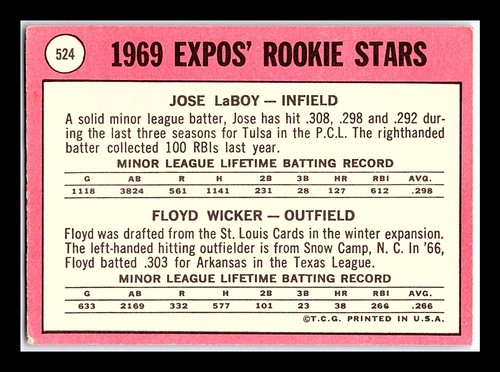 524
1969 EXPOS' ROOKIE STARS
JOSE LaBOY — INFIELD
A solid minor league batter, Jose has hit .308, .298 and .292 dur-
ing the last three seasons for Tulsa in the P.C.L. The righthanded
batter collected 100 RBIs last year.
MINOR LEAGUE LIFETIME BATTING RECORD
G AB R H 2B 3B HR RBI AVG.
1118 3824 561 1141 231 28 127 612 .298
FLOYD WICKER — OUTFIELD
Floyd was drafted from the St. Louis Cards in the winter expansion.
The left-handed hitting outfielder is from Snow Camp, N. C. In '66,
Floyd batted .303 for Arkansas in the Texas League.
MINOR LEAGUE LIFETIME BATTING RECORD
G AB R H 2B 3B HR RBI AVG.
633 2169 332 577 101 23 38 266 .266
©T.C.G. PRINTED IN U.S.A.